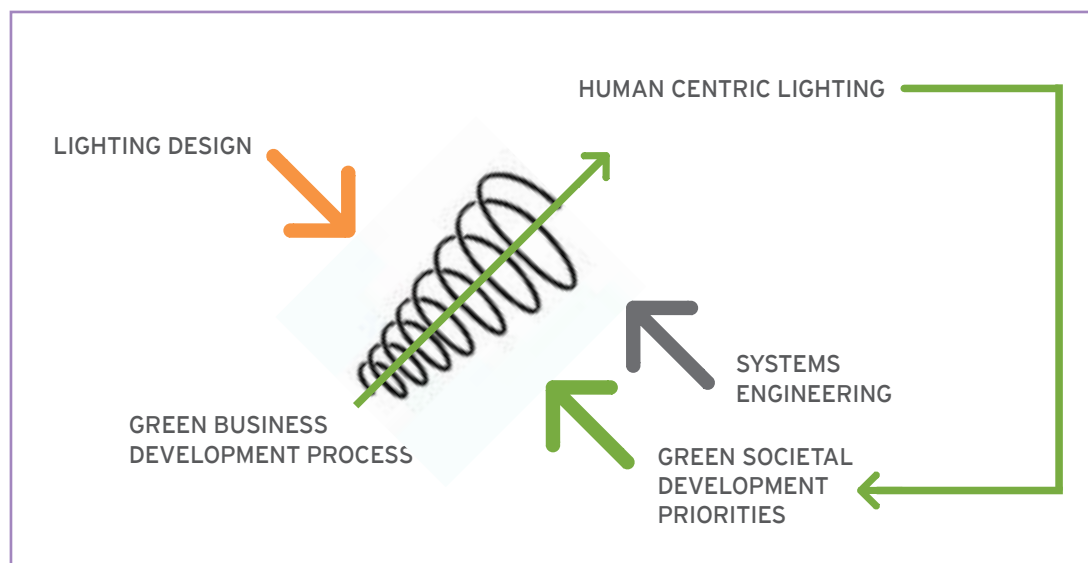 HUMAN CENTRIC LIGHTING
LIGHTING DESIGN
SYSTEMS
ENGINEERING
GREEN BUSINESS
DEVELOPMENT PROCESS
GREEN SOCIETAL
DEVELOPMENT
PRIORITIES